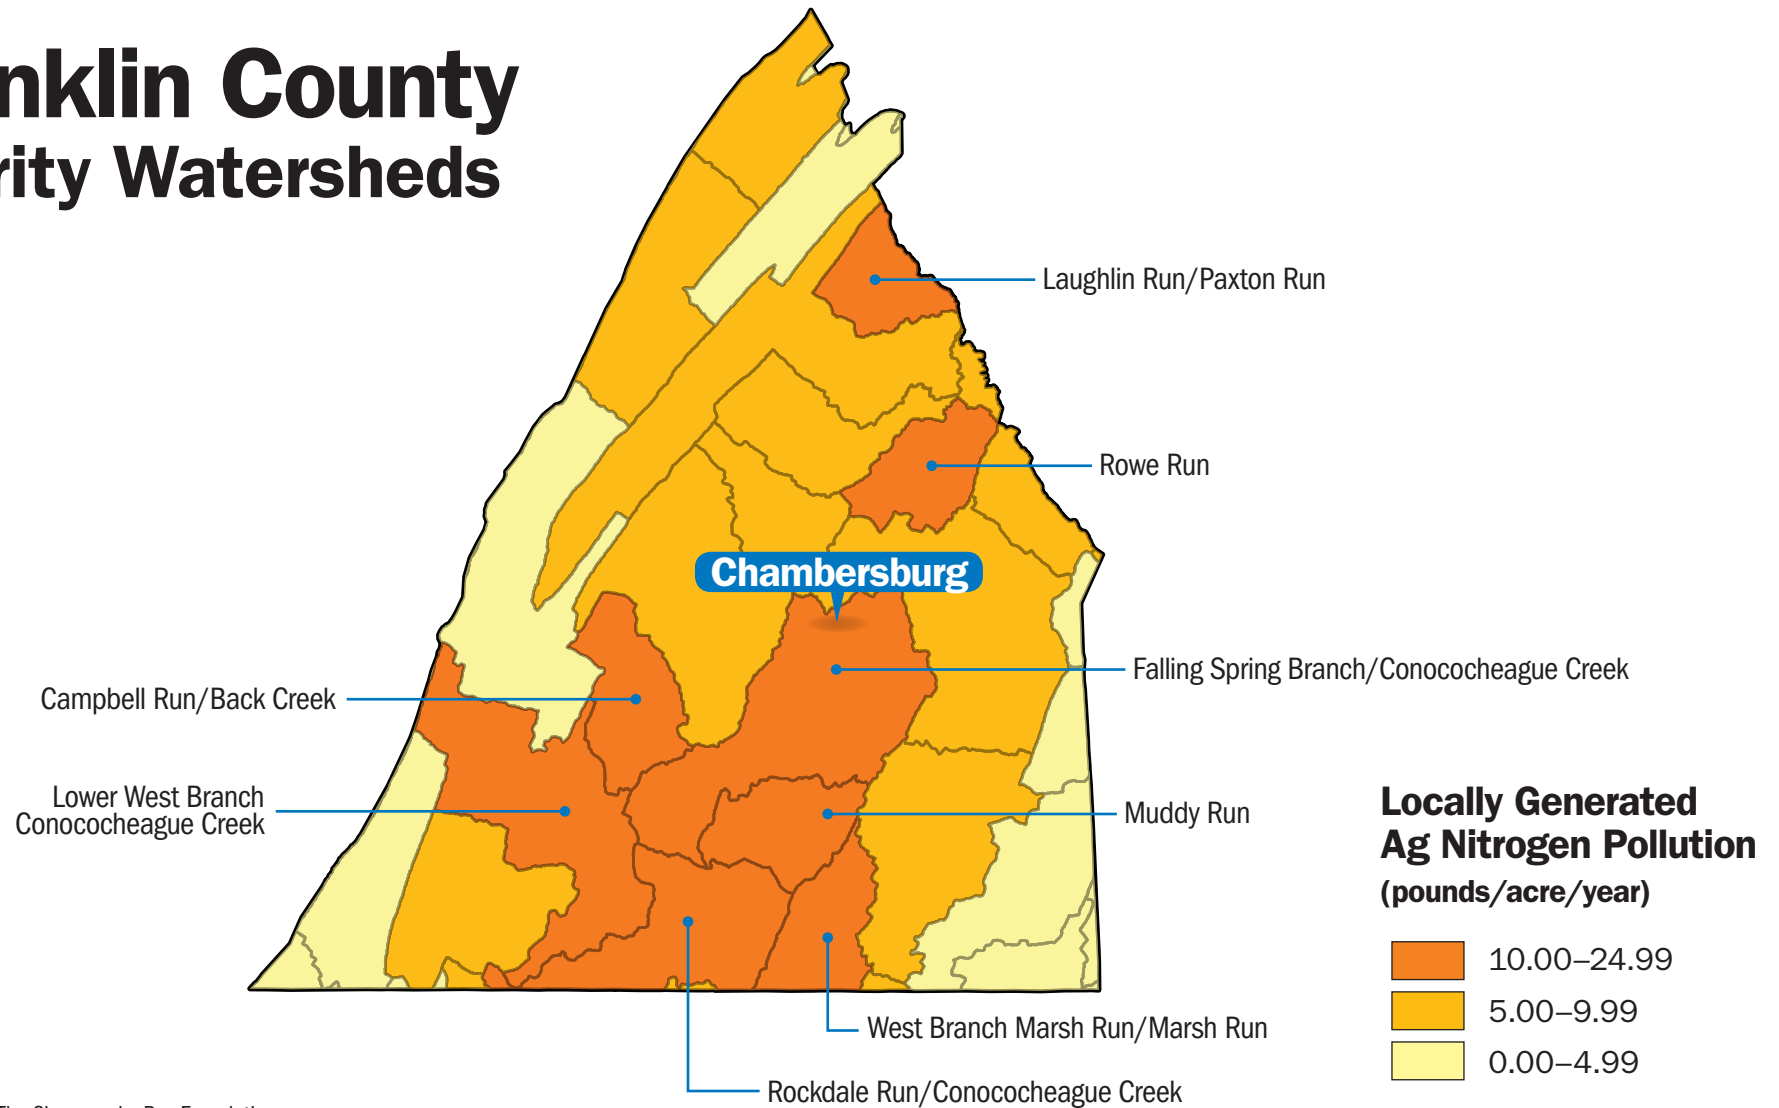 nklin County
rity Watersheds
Laughlin Run/Paxton Run
Rowe Run
Chambersburg
Falling Spring Branch/Conococheague Creek
Campbell Run/Back Creek
Lower West Branch
Conococheague Creek
Muddy Run
West Branch Marsh Run/Marsh Run
Rockdale Run/Conococheague Creek
Locally Generated
Ag Nitrogen Pollution
(pounds/acre/year)
10.00–24.99
5.00–9.99
0.00–4.99